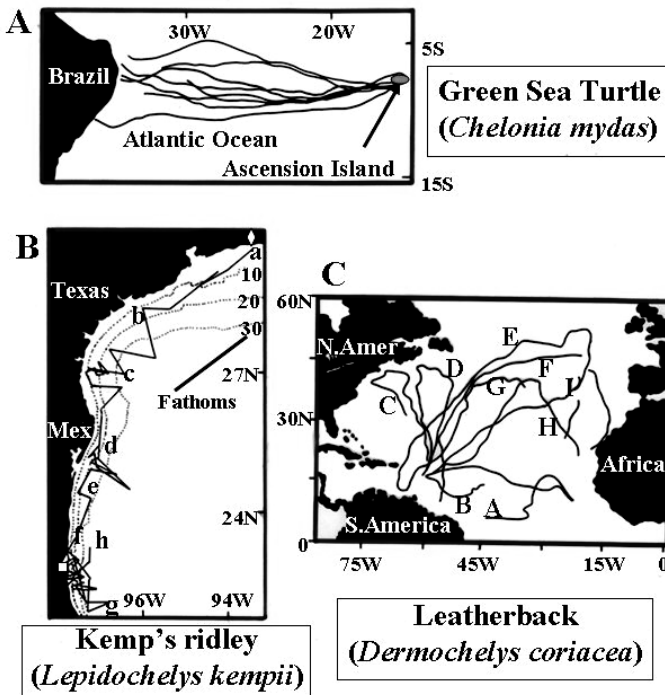 A
30W
20W
5S
Brazil
Atlantic Ocean
Ascension Island
15S
Green Sea Turtle
(Chelonia mydas)
B
a
10
Texas
20
b
30
27N
c
Fathoms
Mex
d
e
24N
f
h
g
96W
94W
Kemp's ridley
(Lepidochelys kempii)
C
60N
N.Amer
E
D
F
G
C
30N
H
Africa
B
A
S.America
0
75W
45W
15W
0
Leatherback
(Dermochelys coriacea)